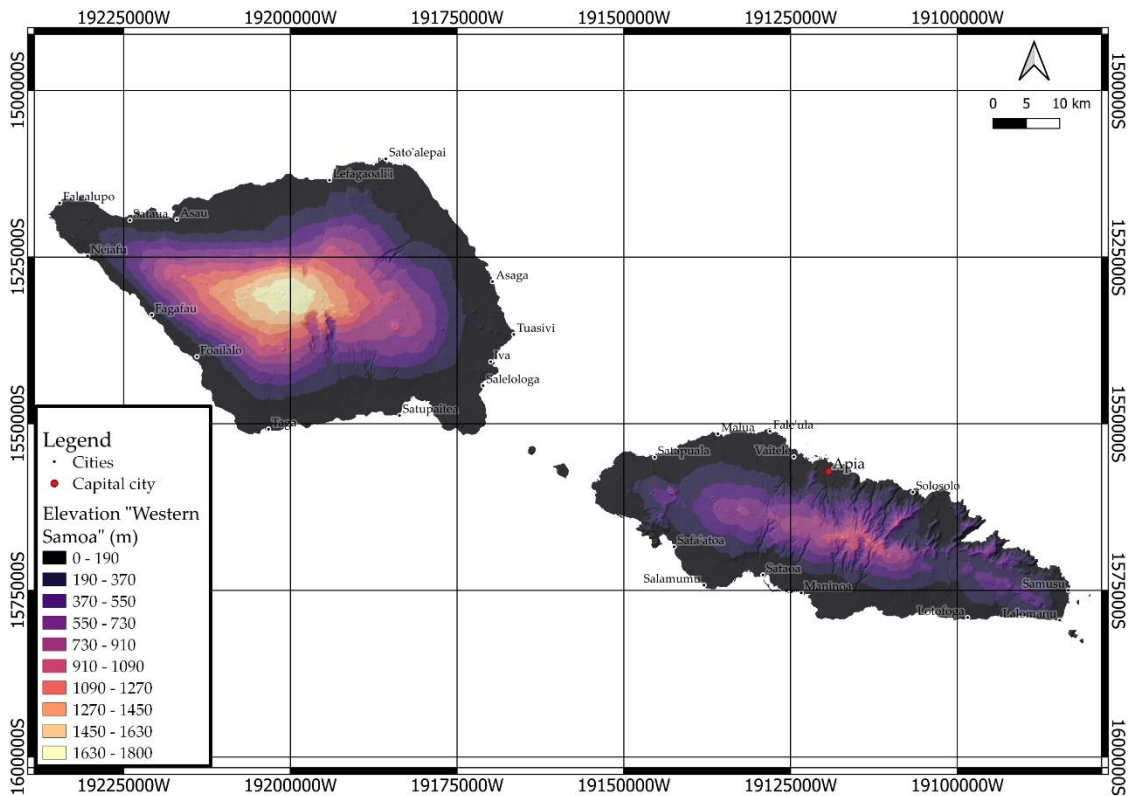 19225000W 19200000W 19175000W 19150000W 19125000W 19100000W
1500000S 1500000S
0 5 10 km
Sato'alepai
Lefagaoali'i
Falealupo
Sataua
Asau
Neiafu
1525000S 1525000S
Asaga
Fagafau
Tuasivi
Foailalo
Iva
Salelologa
Satupaitea
Taga
1550000S 1550000S
Malua
Fale'ula
Satapuala
Vaitele
Apia
Solosolo
Safa'atoa
Salamumu
Sataoa
Maninoa
Samusu
1575000S 1575000S
Lotofoga
Lalomanu
Legend
Cities
Capital city
Elevation "Western
Samoa" (m)
0 - 190
190 - 370
370 - 550
550 - 730
730 - 910
910 - 1090
1090 - 1270
1270 - 1450
1450 - 1630
1630 - 1800
1600000S 1600000S
19225000W 19200000W 19175000W 19150000W 19125000W 19100000W